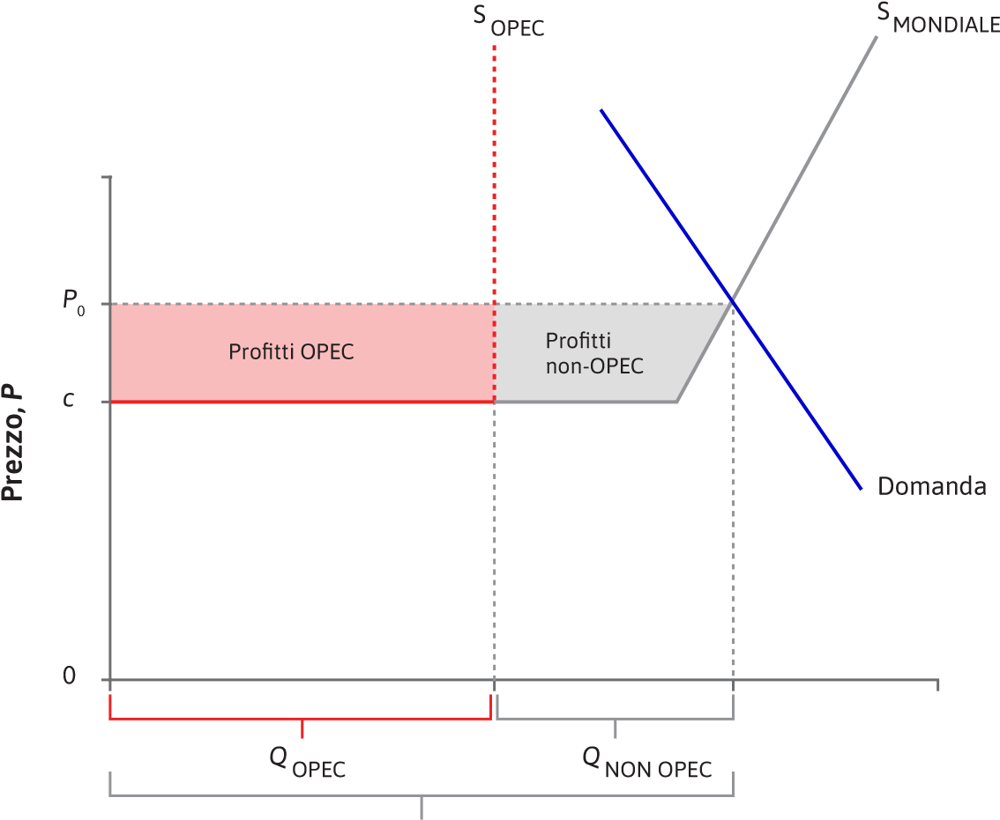 S OPEC
S MONDIALE
P0
Profitti OPEC
Profitti
non-OPEC
c
Prezzo, P
Domanda
0
Q OPEC
Q NON OPEC